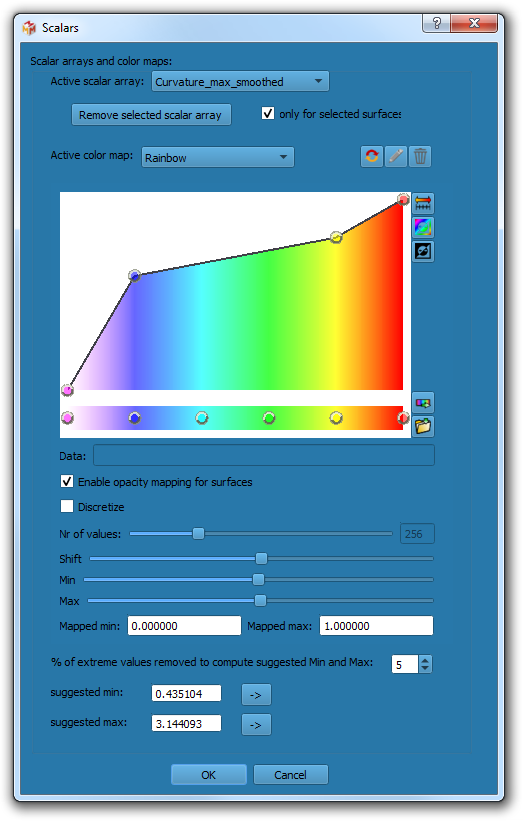 Scalars
Scalar arrays and color maps:
Active scalar array: Curvature_max_smoothed
Remove selected scalar array only for selected surfaces
Active color map: Rainbow
Data:
Enable opacity mapping for surfaces
Discretize
Nr of values: 256
Shift
Min
Max
Mapped min: 0.000000 Mapped max: 1.000000
% of extreme values removed to compute suggested Min and Max: 5
suggested min: 0.435104 ->
suggested max: 3.144093 ->
OK Cancel